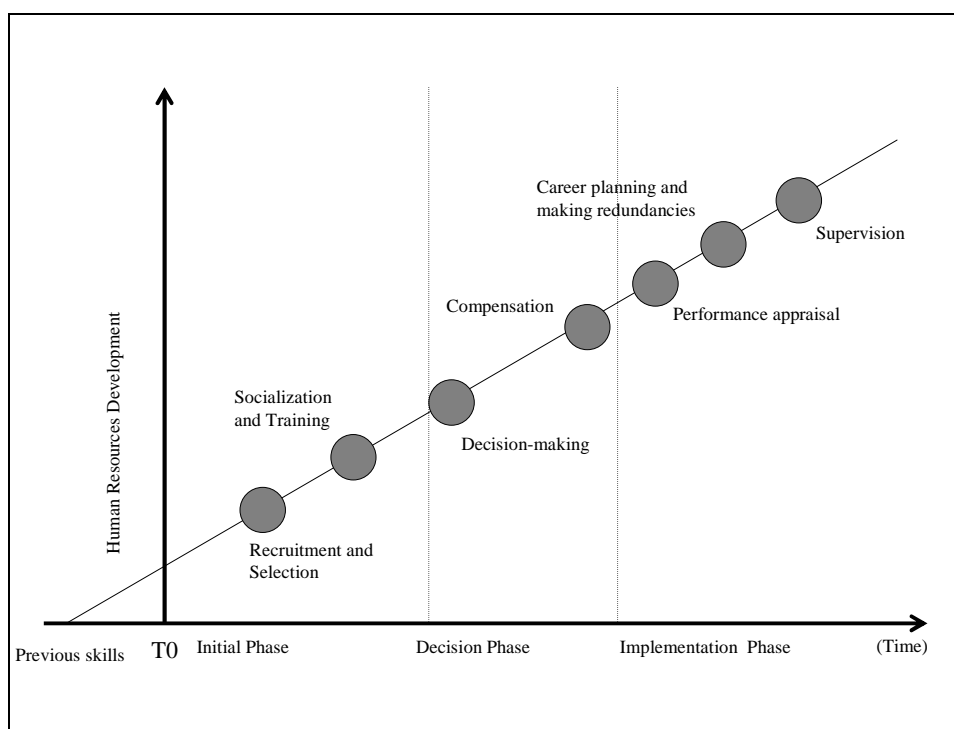 Career planning and
making redundancies
Supervision
Compensation
Performance appraisal
Human Resources Development
Socialization
and Training
Decision-making
Recruitment and
Selection
Previous skills T0 Initial Phase Decision Phase Implementation Phase (Time)